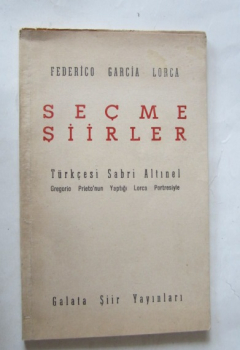 FEDERICO GARCIA LORCA
SEÇME
ŞİİRLER
Türkçesi Sabri Altınel
Gregorio Prieto'nun Yaptığı Lorca Portresiyle
Galata Şiir Yayınları